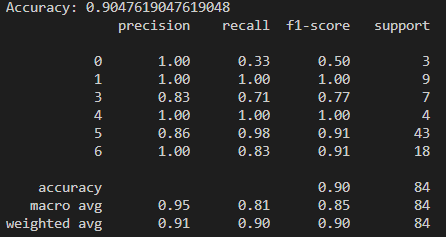 Accuracy: 0.9047619047619048
precision recall f1-score support
0 1.00 0.33 0.50 3
1 1.00 1.00 1.00 9
3 0.83 0.71 0.77 7
4 1.00 1.00 1.00 4
5 0.86 0.98 0.91 43
6 1.00 0.83 0.91 18
accuracy 0.90 84
macro avg 0.95 0.81 0.85 84
weighted avg 0.91 0.90 0.90 84